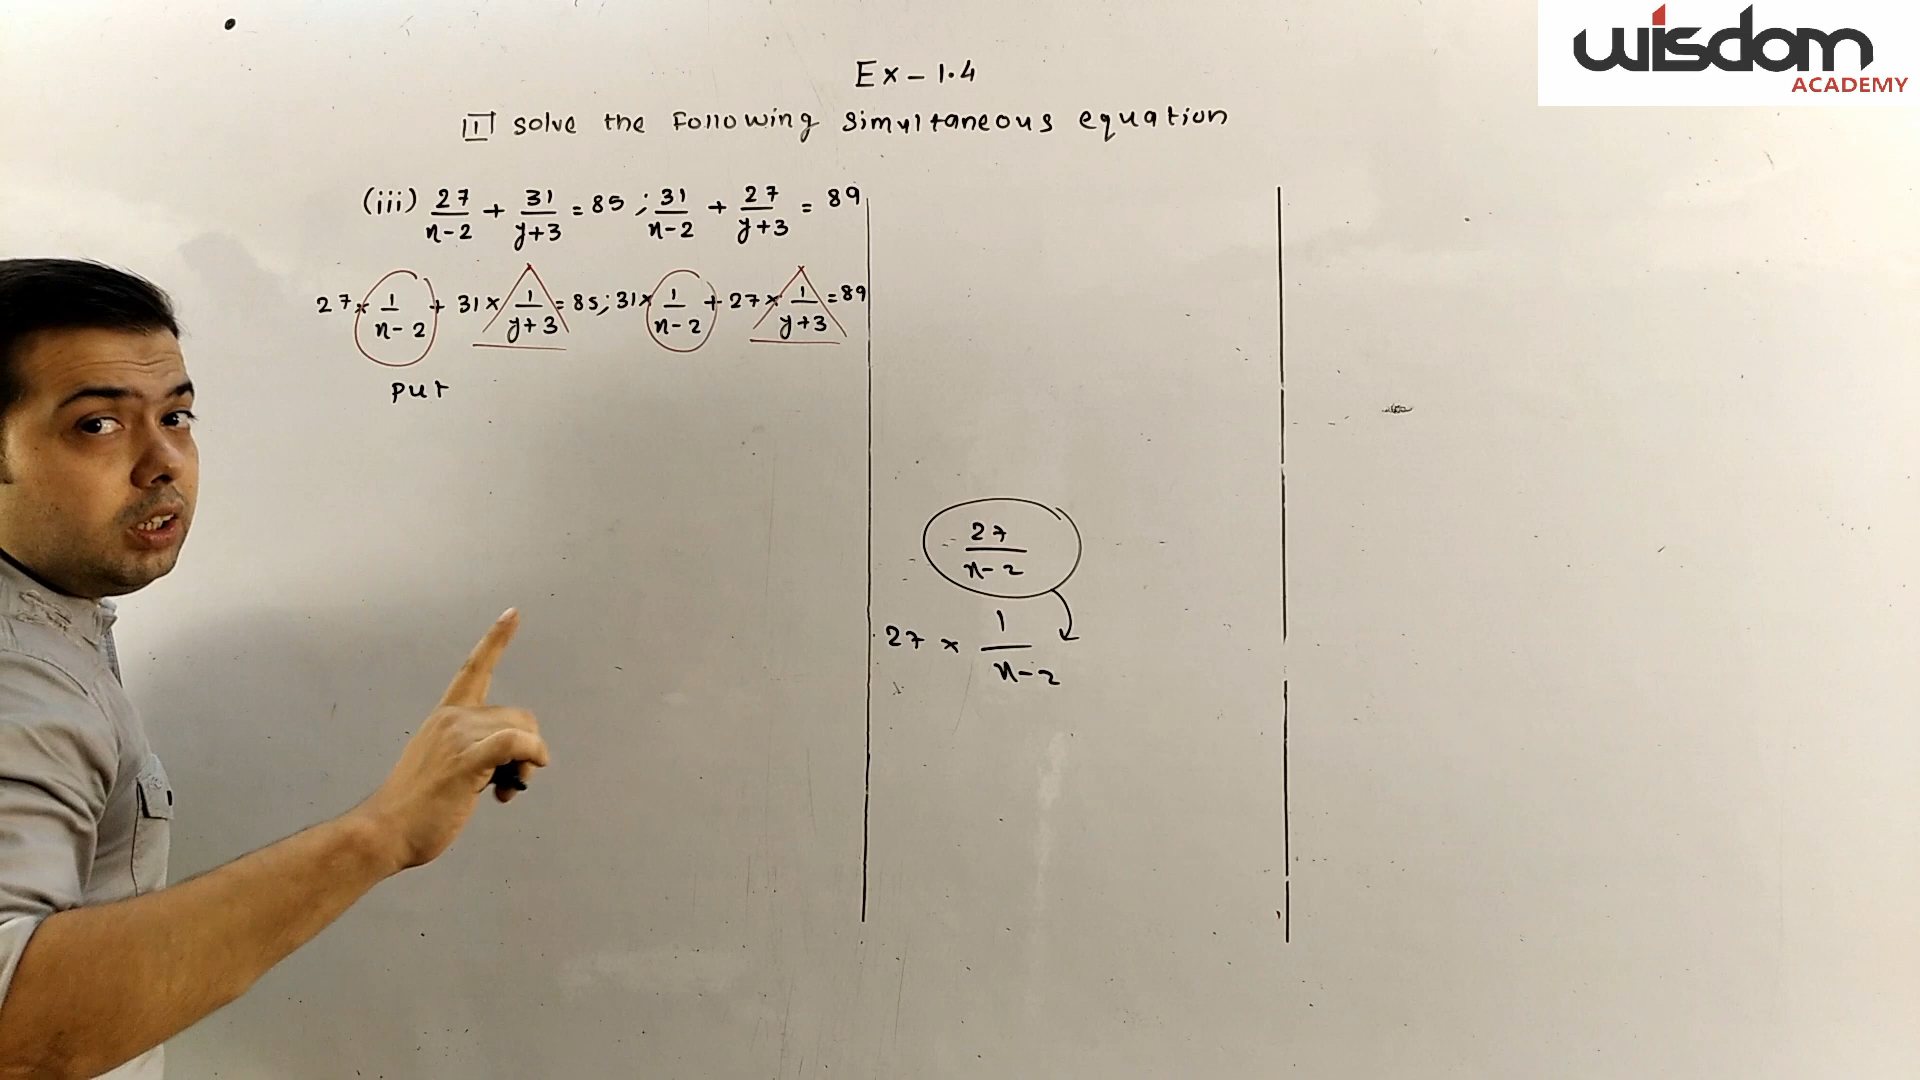 wisdom
ACADEMY
Ex - 1.4
1 solve the following simultaneous equation
(iii) 27/x-2 + 31/y+3 = 85 ; 31/x-2 + 27/y+3 = 89
27 × 1/x-2 + 31 × 1/y+3 = 85 ; 31 × 1/x-2 + 27 × 1/y+3 = 89
put
27/x-2
27 × 1/x-2